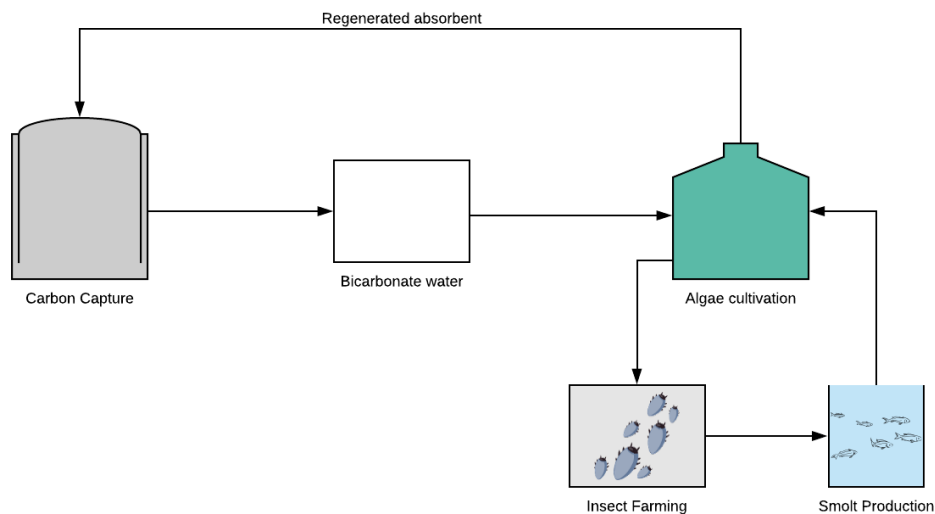 Regenerated absorbent
Carbon Capture
Bicarbonate water
Algae cultivation
Insect Farming
Smolt Production